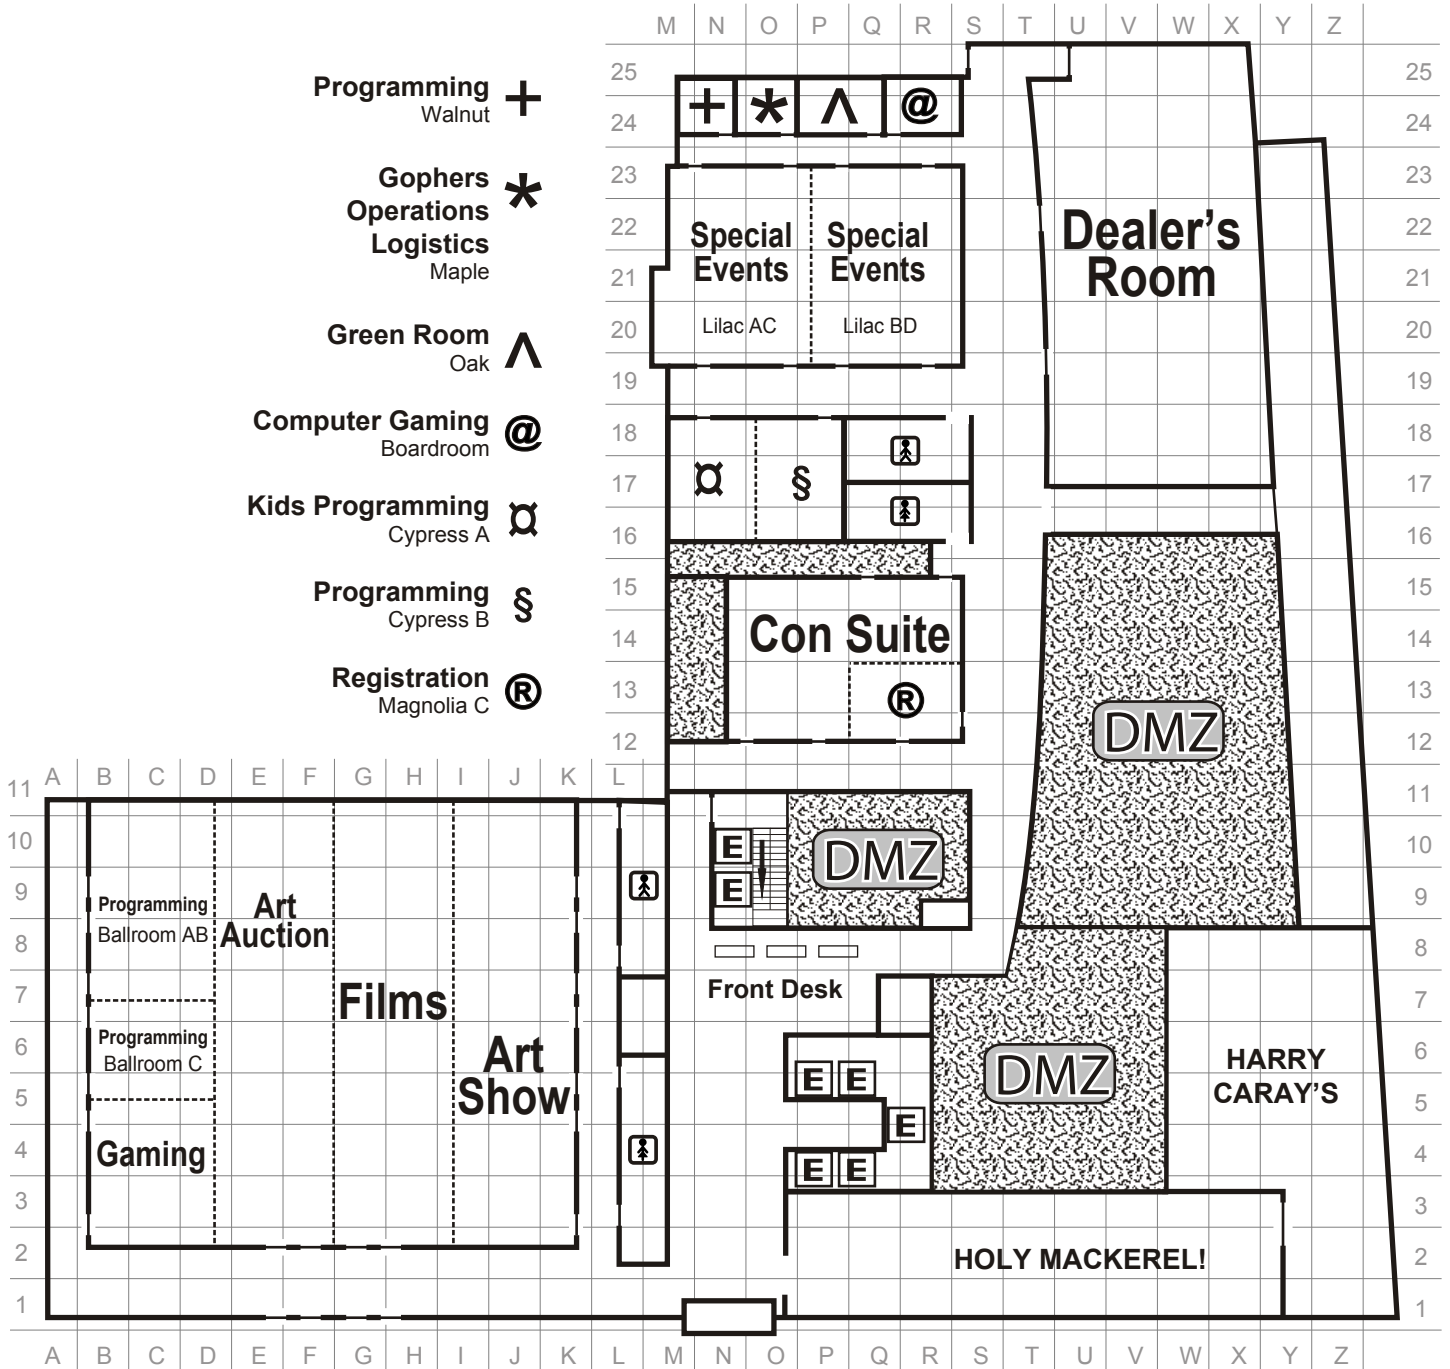 M N O P Q R S T U V W X Y Z
25 25
24 24
23 23
22 22
21 21
20 20
19 19
18 18
17 17
16 16
15 15
14 14
13 13
12 12
Programming +
Walnut
Gophers *
Operations
Logistics
Maple
Green Room Λ
Oak
Computer Gaming @
Boardroom
Kids Programming ¤
Cypress A
Programming §
Cypress B
Registration ®
Magnolia C
+ * Λ @
Special
Events
Lilac AC
Special
Events
Lilac BD
Dealer's
Room
¤ §
Con Suite
®
DMZ
A B C D E F G H I J K L
11 11
10 10
9 9
8 8
7 7
6 6
5 5
4 4
3 3
2 2
1 1
E
E
DMZ
Programming
Ballroom AB
Art
Auction
Films
Front Desk
Programming
Ballroom C
Art
Show
Gaming
E E
E
E E
DMZ
HARRY
CARAY'S
HOLY MACKEREL!
A B C D E F G H I J K L M N O P Q R S T U V W X Y Z